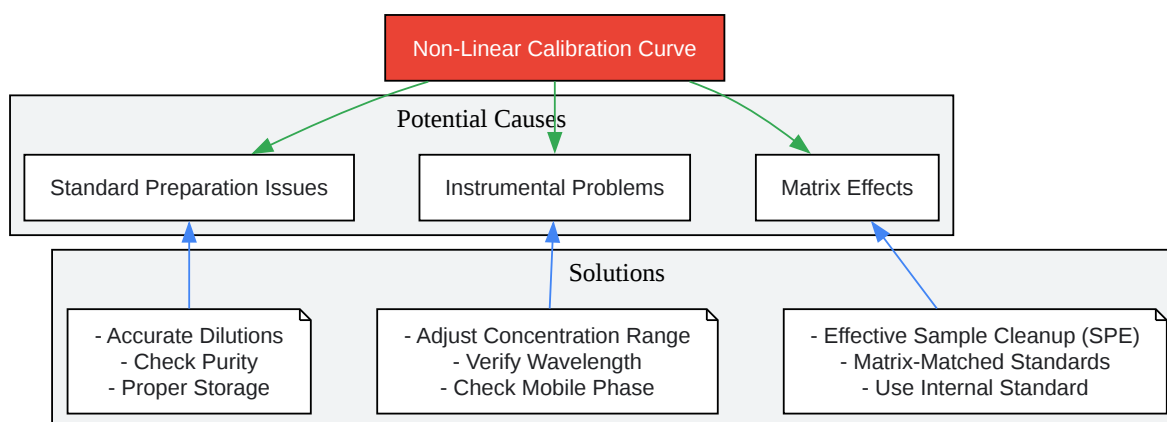 Non-Linear Calibration Curve
Potential Causes
Standard Preparation Issues
Instrumental Problems
Matrix Effects
Solutions
- Accurate Dilutions
- Check Purity
- Proper Storage
- Adjust Concentration Range
- Verify Wavelength
- Check Mobile Phase
- Effective Sample Cleanup (SPE)
- Matrix-Matched Standards
- Use Internal Standard